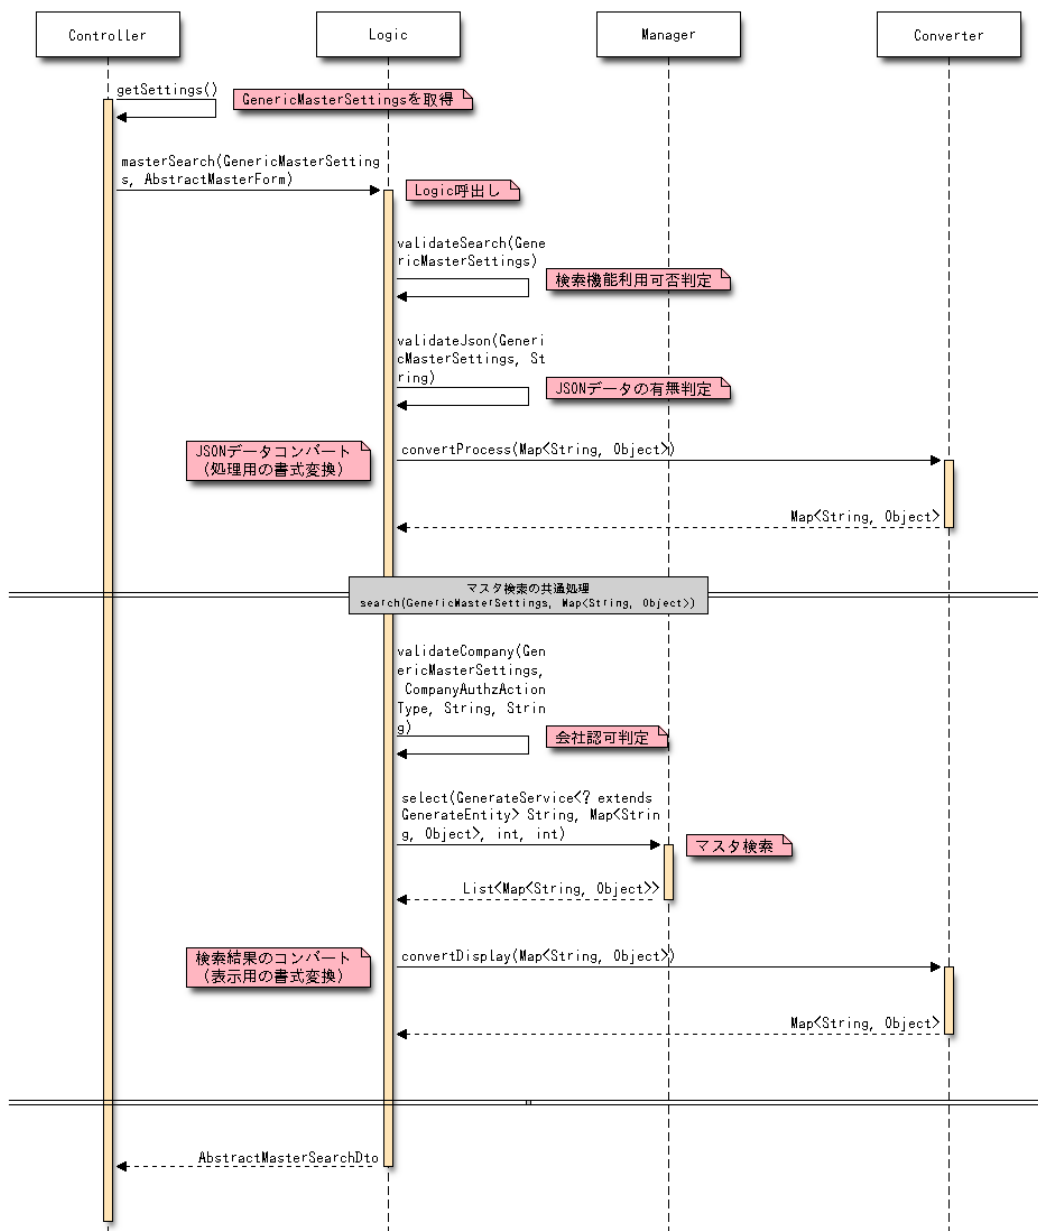 Controller
Logic
Manager
Converter
getSettings()
GenericMasterSettingsを取得
masterSearch(GenericMasterSetting
s, AbstractMasterForm)
Logic呼出し
validateSearch(Gene
ricMasterSettings)
検索機能利用可否判定
validateJson(Generi
cMasterSettings, St
ring)
JSONデータの有無判定
JSONデータコンバート
（処理用の書式変換）
convertProcess(Map<String, Object>)
Map<String, Object>
マスタ検索の共通処理
search(GenericMasterSettings, Map<String, Object>)
validateCompany(Gen
ericMasterSettings,
CompanyAuthzAction
Type, String, Strin
g)
会社認可判定
select(GenerateService<? extends
GenerateEntity> String, Map<Strin
g, Object>, int, int)
マスタ検索
List<Map<String, Object>>
検索結果のコンバート
（表示用の書式変換）
convertDisplay(Map<String, Object>)
Map<String, Object>
AbstractMasterSearchDto